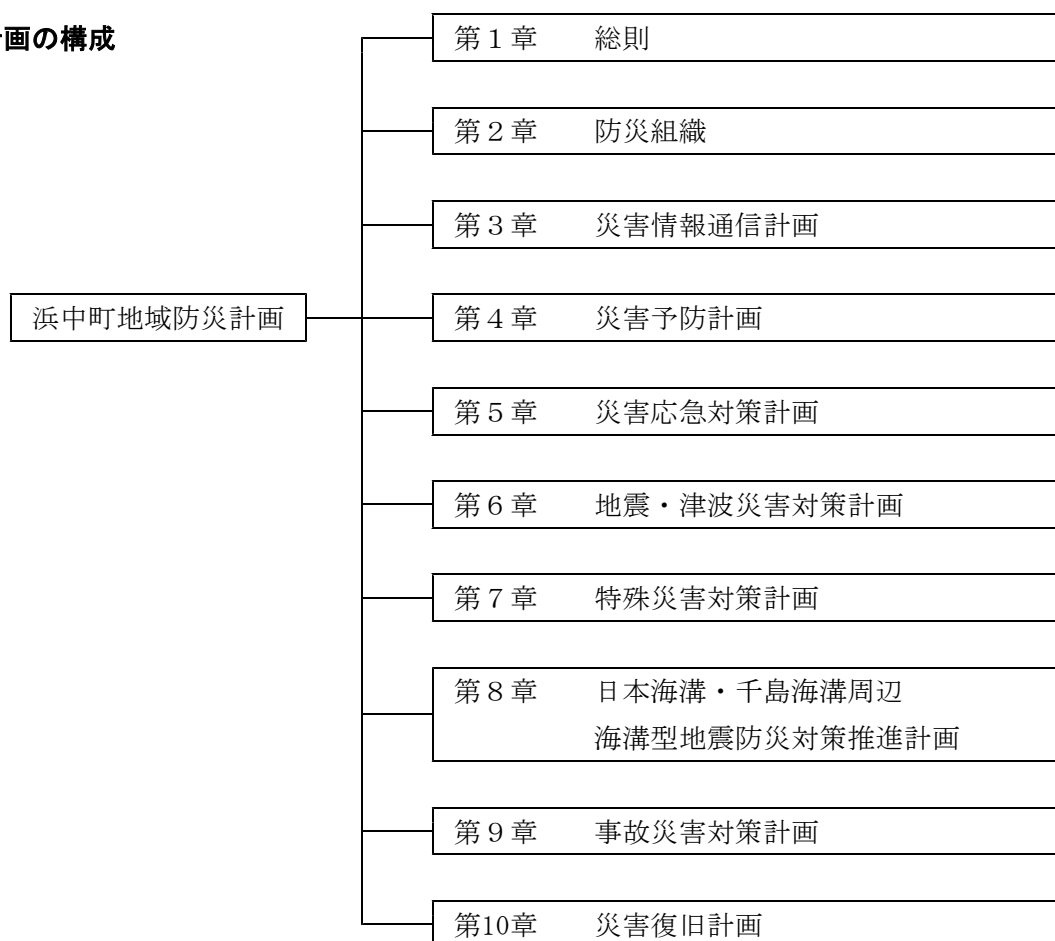 画の構成
第１章　総則
第２章　防災組織
第３章　災害情報通信計画
浜中町地域防災計画
第４章　災害予防計画
第５章　災害応急対策計画
第６章　地震・津波災害対策計画
第７章　特殊災害対策計画
第８章　日本海溝・千島海溝周辺
海溝型地震防災対策推進計画
第９章　事故災害対策計画
第10章　災害復旧計画